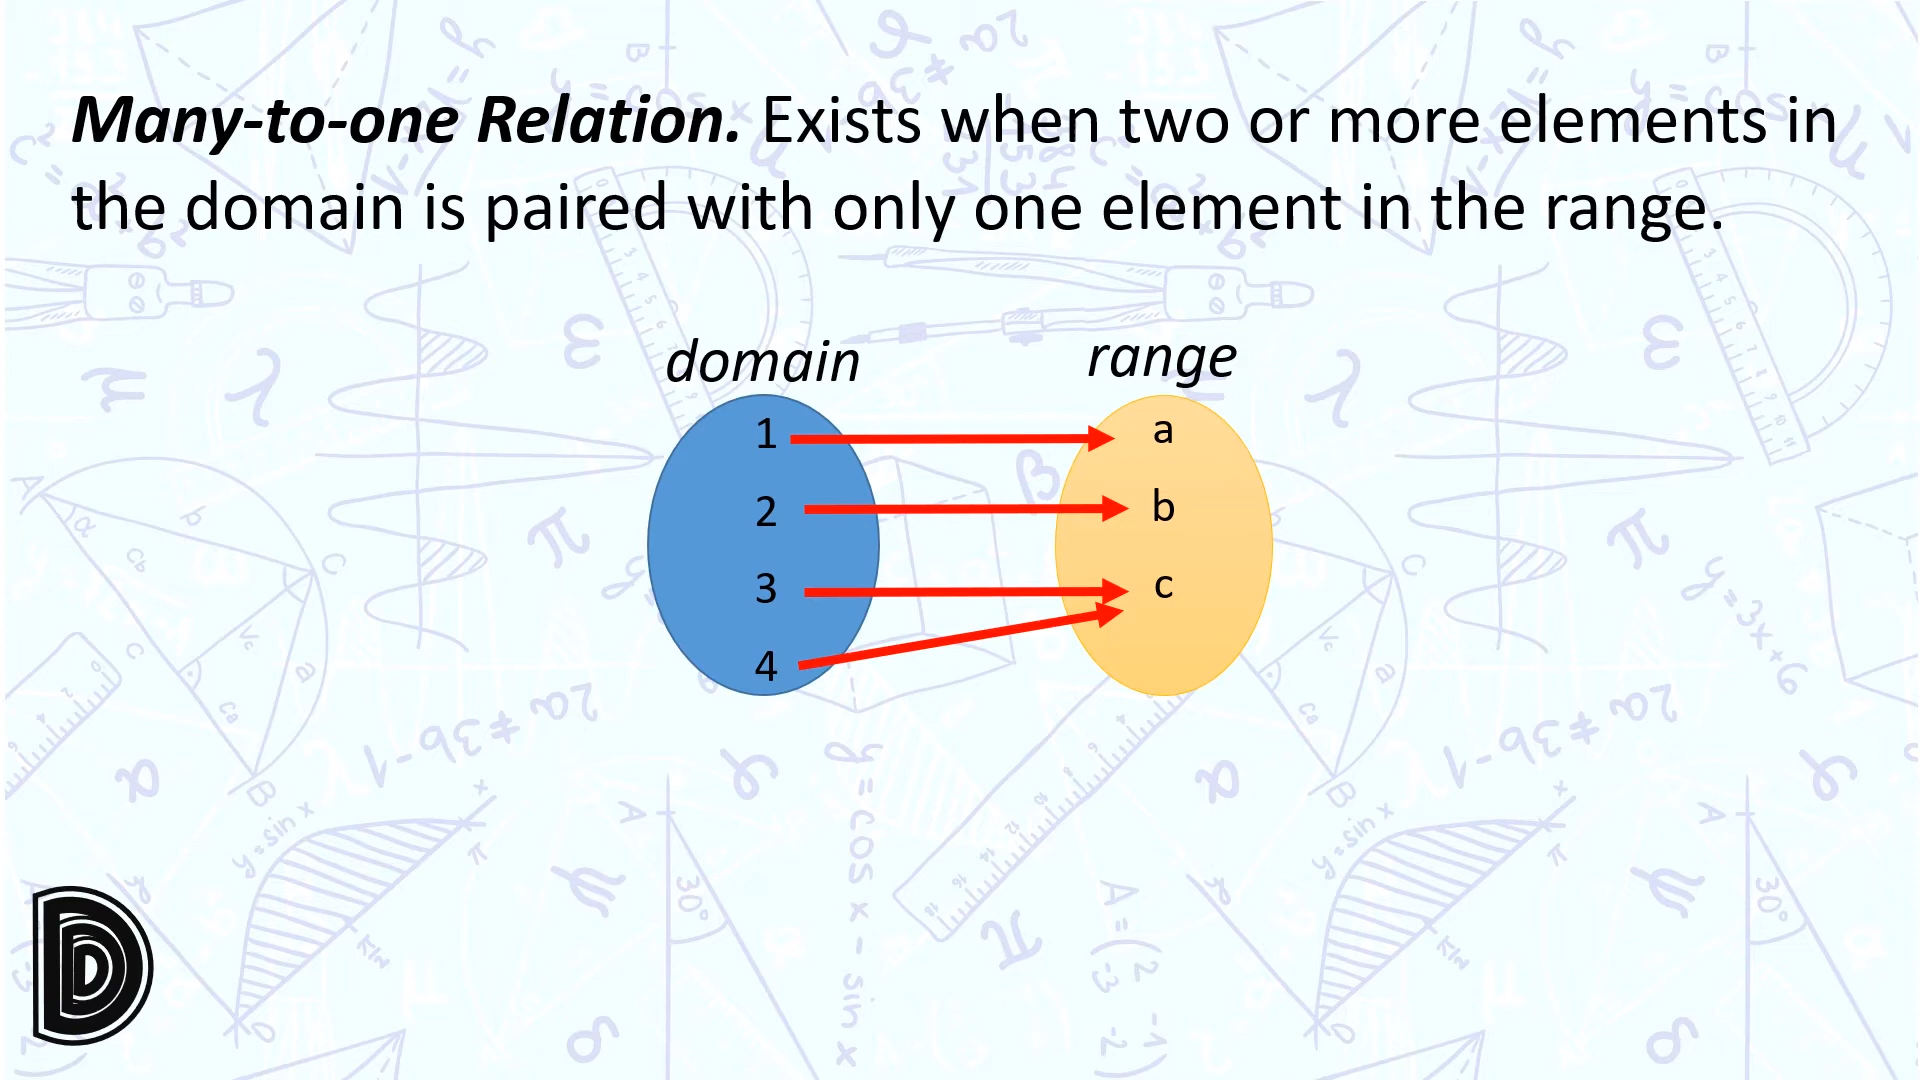 Many-to-one Relation. Exists when two or more elements in
the domain is paired with only one element in the range.
domain range
1 a
2 b
3 c
4
D